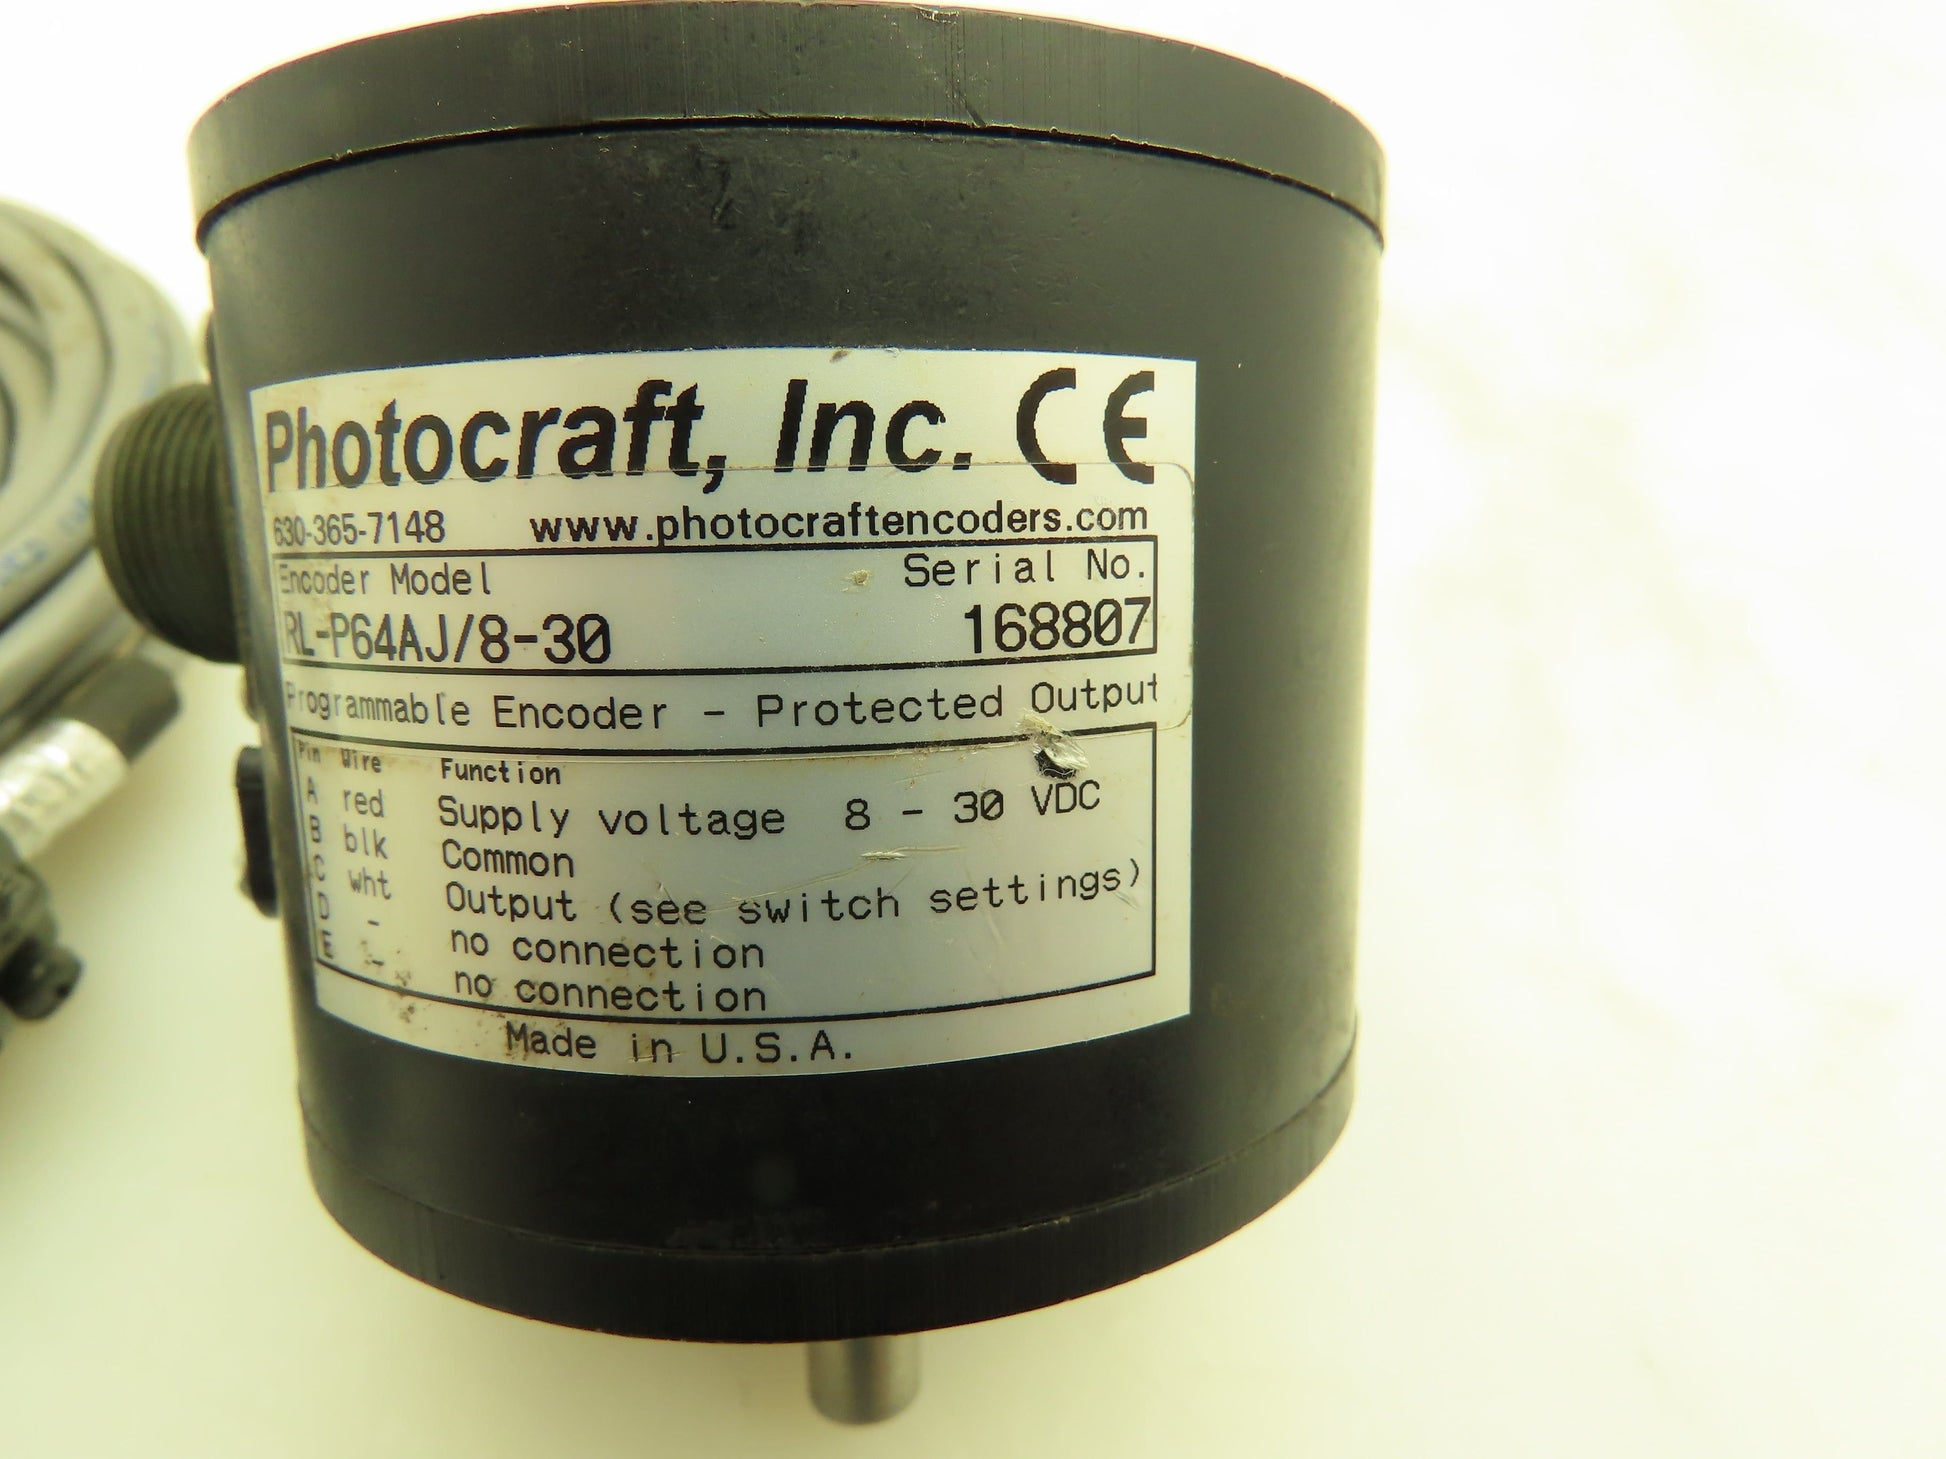 Photocraft, Inc. CE
630-365-7148 www.photocraftencoders.com
Encoder Model Serial No.
RL-P64AJ/8-30 168807
Programmable Encoder - Protected Output
Pin Wire Function
A red Supply voltage 8 - 30 VDC
B blk Common
C wht Output (see switch settings)
D - no connection
E - no connection
Made in U.S.A.